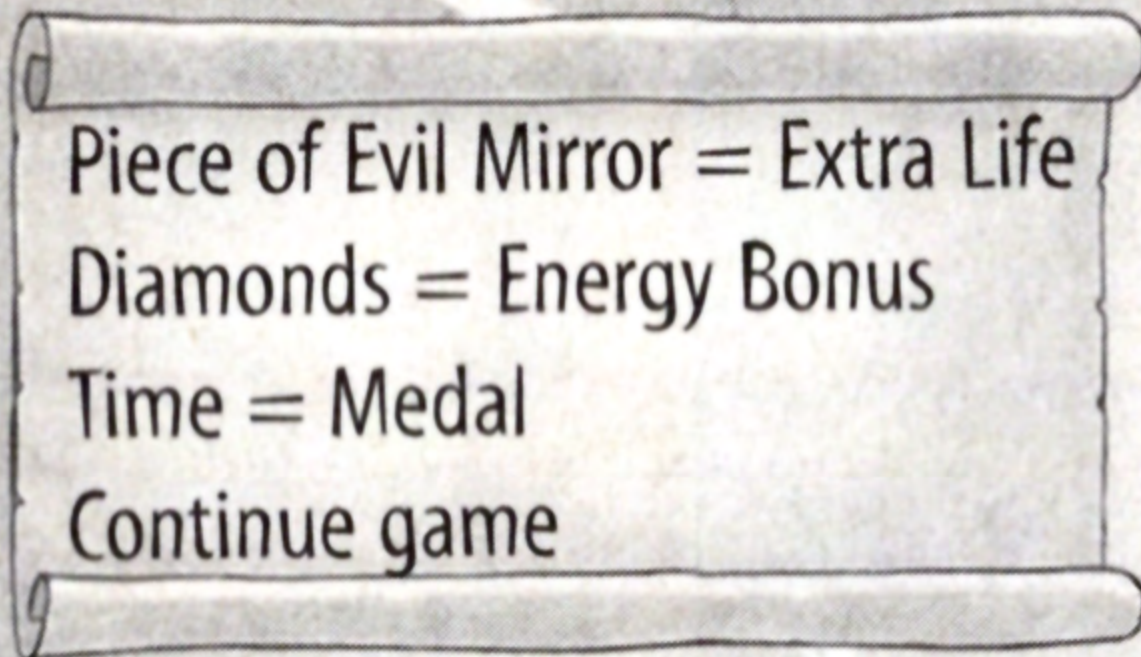 Piece of Evil Mirror = Extra Life
Diamonds = Energy Bonus
Time = Medal
Continue game